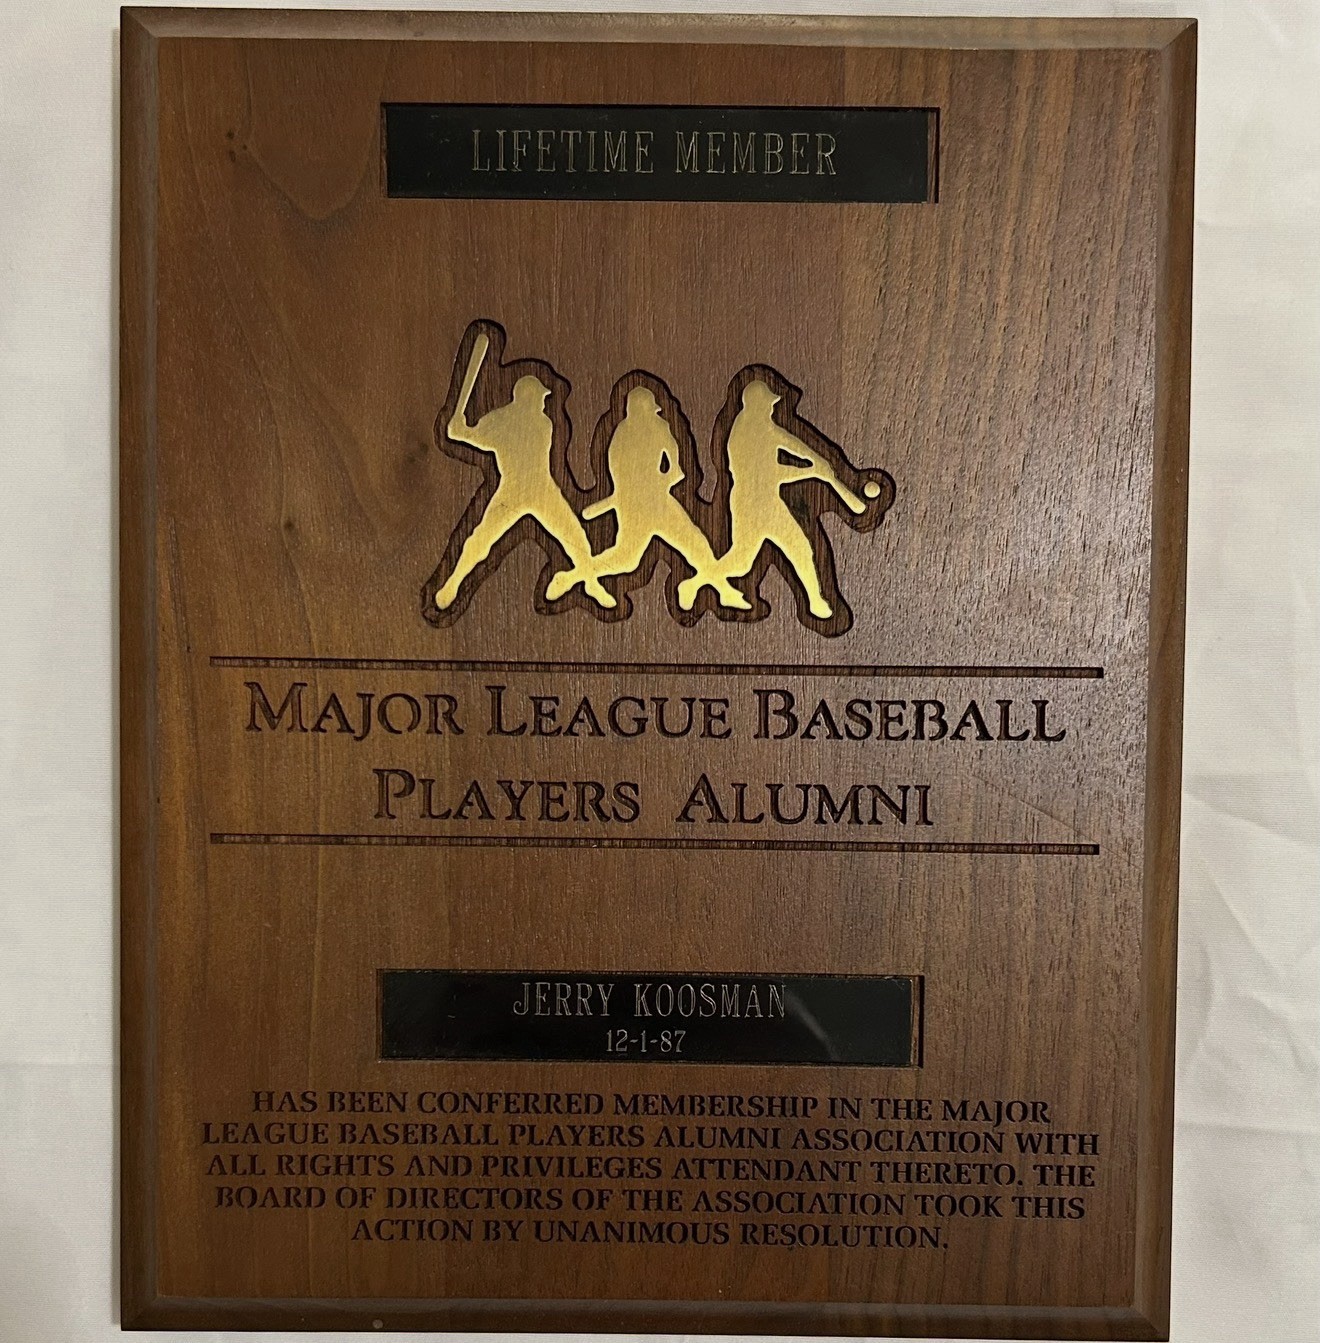 LIFETIME MEMBER
MAJOR LEAGUE BASEBALL
PLAYERS ALUMNI
JERRY KOOSMAN
12-1-87
HAS BEEN CONFERRED MEMBERSHIP IN THE MAJOR
LEAGUE BASEBALL PLAYERS ALUMNI ASSOCIATION WITH
ALL RIGHTS AND PRIVILEGES ATTENDANT THERETO. THE
BOARD OF DIRECTORS OF THE ASSOCIATION TOOK THIS
ACTION BY UNANIMOUS RESOLUTION.